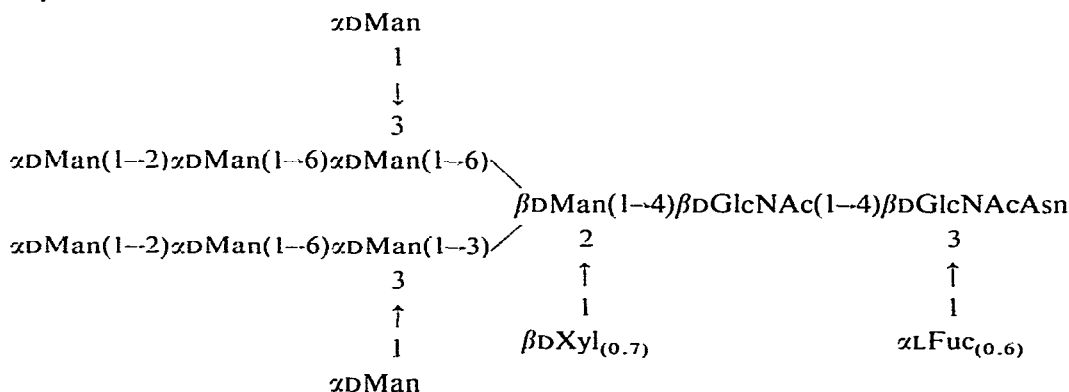 αDMan
1
↓
3
αDMan(1–2)αDMan(1–6)αDMan(1–6)
βDMan(1–4)βDGlcNAc(1–4)βDGlcNAcAsn
αDMan(1–2)αDMan(1–6)αDMan(1–3)
2 3
3
↑ ↑
↑
1 1
1
βDXyl(0.7) αLFuc(0.6)
αDMan